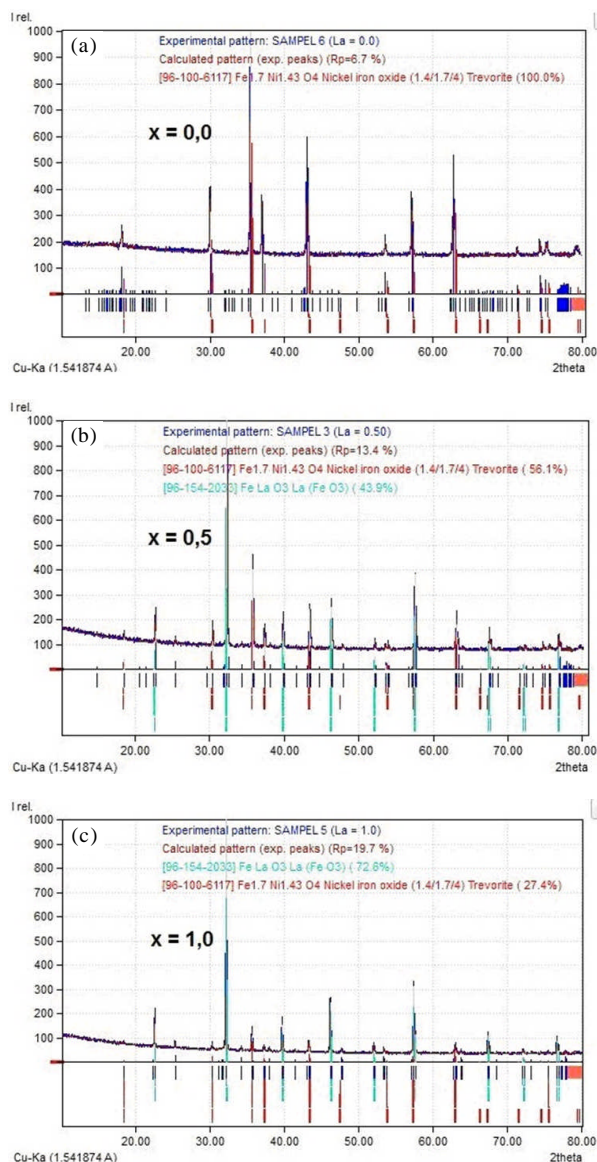 I rel.
1000
(a)
Experimental pattern: SAMPEL 6 (La = 0.0)
900
Calculated pattern (exp. peaks) (Rp=6.7 %)
[96-100-6117] Fe1.7 Ni1.43 O4 Nickel iron oxide (1.4/1.7/4) Trevorite (100.0%)
800
700
x = 0,0
600
500
400
300
200
100
20.00 30.00 40.00 50.00 60.00 70.00 80.00
Cu-Ka (1.541874 A) 2theta
I rel.
1000
(b)
Experimental pattern: SAMPEL 3 (La = 0.50)
900
Calculated pattern (exp. peaks) (Rp=13.4 %)
[96-100-6117] Fe1.7 Ni1.43 O4 Nickel iron oxide (1.4/1.7/4) Trevorite ( 56.1%)
800
[96-154-2033] Fe La O3 La (Fe O3) ( 43.9%)
700
600
x = 0,5
500
400
300
200
100
20.00 30.00 40.00 50.00 60.00 70.00 80.00
Cu-Ka (1.541874 A) 2theta
I rel.
1000
(c)
Experimental pattern: SAMPEL 5 (La = 1.0)
900
Calculated pattern (exp. peaks) (Rp=19.7 %)
[96-154-2033] Fe La O3 La (Fe O3) ( 72.6%)
800
[96-100-6117] Fe1.7 Ni1.43 O4 Nickel iron oxide (1.4/1.7/4) Trevorite ( 27.4%)
700
600
x = 1,0
500
400
300
200
100
20.00 30.00 40.00 50.00 60.00 70.00 80.00
Cu-Ka (1.541874 A) 2theta